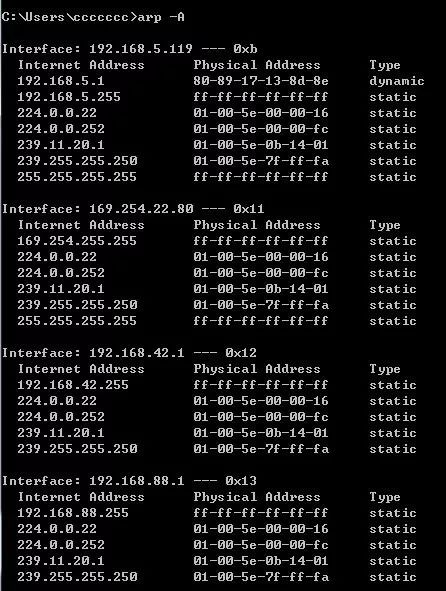 C:\Users\ccccccc>arp -A
Interface: 192.168.5.119 --- 0xb
Internet Address Physical Address Type
192.168.5.1 80-89-17-13-8d-8e dynamic
192.168.5.255 ff-ff-ff-ff-ff-ff static
224.0.0.22 01-00-5e-00-00-16 static
224.0.0.252 01-00-5e-00-00-fc static
239.11.20.1 01-00-5e-0b-14-01 static
239.255.255.250 01-00-5e-7f-ff-fa static
255.255.255.255 ff-ff-ff-ff-ff-ff static
Interface: 169.254.22.80 --- 0x11
Internet Address Physical Address Type
169.254.255.255 ff-ff-ff-ff-ff-ff static
224.0.0.22 01-00-5e-00-00-16 static
224.0.0.252 01-00-5e-00-00-fc static
239.11.20.1 01-00-5e-0b-14-01 static
239.255.255.250 01-00-5e-7f-ff-fa static
255.255.255.255 ff-ff-ff-ff-ff-ff static
Interface: 192.168.42.1 --- 0x12
Internet Address Physical Address Type
192.168.42.255 ff-ff-ff-ff-ff-ff static
224.0.0.22 01-00-5e-00-00-16 static
224.0.0.252 01-00-5e-00-00-fc static
239.11.20.1 01-00-5e-0b-14-01 static
239.255.255.250 01-00-5e-7f-ff-fa static
Interface: 192.168.88.1 --- 0x13
Internet Address Physical Address Type
192.168.88.255 ff-ff-ff-ff-ff-ff static
224.0.0.22 01-00-5e-00-00-16 static
224.0.0.252 01-00-5e-00-00-fc static
239.11.20.1 01-00-5e-0b-14-01 static
239.255.255.250 01-00-5e-7f-ff-fa static